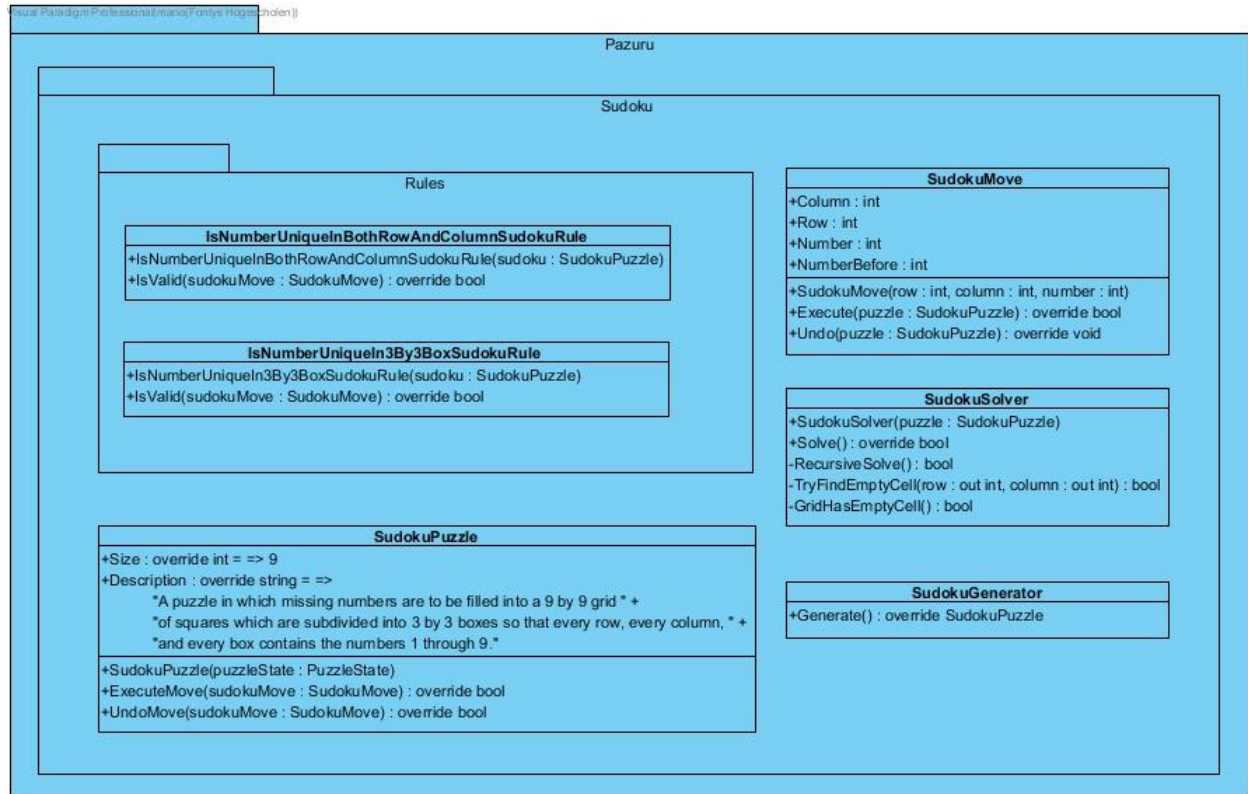 Visual Paradigm Professional(mario(Fontys Hogescholen))
Pazuru
Sudoku
Rules
IsNumberUniqueInBothRowAndColumnSudokuRule
+IsNumberUniqueInBothRowAndColumnSudokuRule(sudoku : SudokuPuzzle)
+IsValid(sudokuMove : SudokuMove) : override bool
IsNumberUniqueIn3By3BoxSudokuRule
+IsNumberUniqueIn3By3BoxSudokuRule(sudoku : SudokuPuzzle)
+IsValid(sudokuMove : SudokuMove) : override bool
SudokuPuzzle
+Size : override int = => 9
+Description : override string = =>
"A puzzle in which missing numbers are to be filled into a 9 by 9 grid " +
"of squares which are subdivided into 3 by 3 boxes so that every row, every column, " +
"and every box contains the numbers 1 through 9."
+SudokuPuzzle(puzzleState : PuzzleState)
+ExecuteMove(sudokuMove : SudokuMove) : override bool
+UndoMove(sudokuMove : SudokuMove) : override bool
SudokuMove
+Column : int
+Row : int
+Number : int
+NumberBefore : int
+SudokuMove(row : int, column : int, number : int)
+Execute(puzzle : SudokuPuzzle) : override bool
+Undo(puzzle : SudokuPuzzle) : override void
SudokuSolver
+SudokuSolver(puzzle : SudokuPuzzle)
+Solve() : override bool
-RecursiveSolve() : bool
-TryFindEmptyCell(row : out int, column : out int) : bool
-GridHasEmptyCell() : bool
SudokuGenerator
+Generate() : override SudokuPuzzle